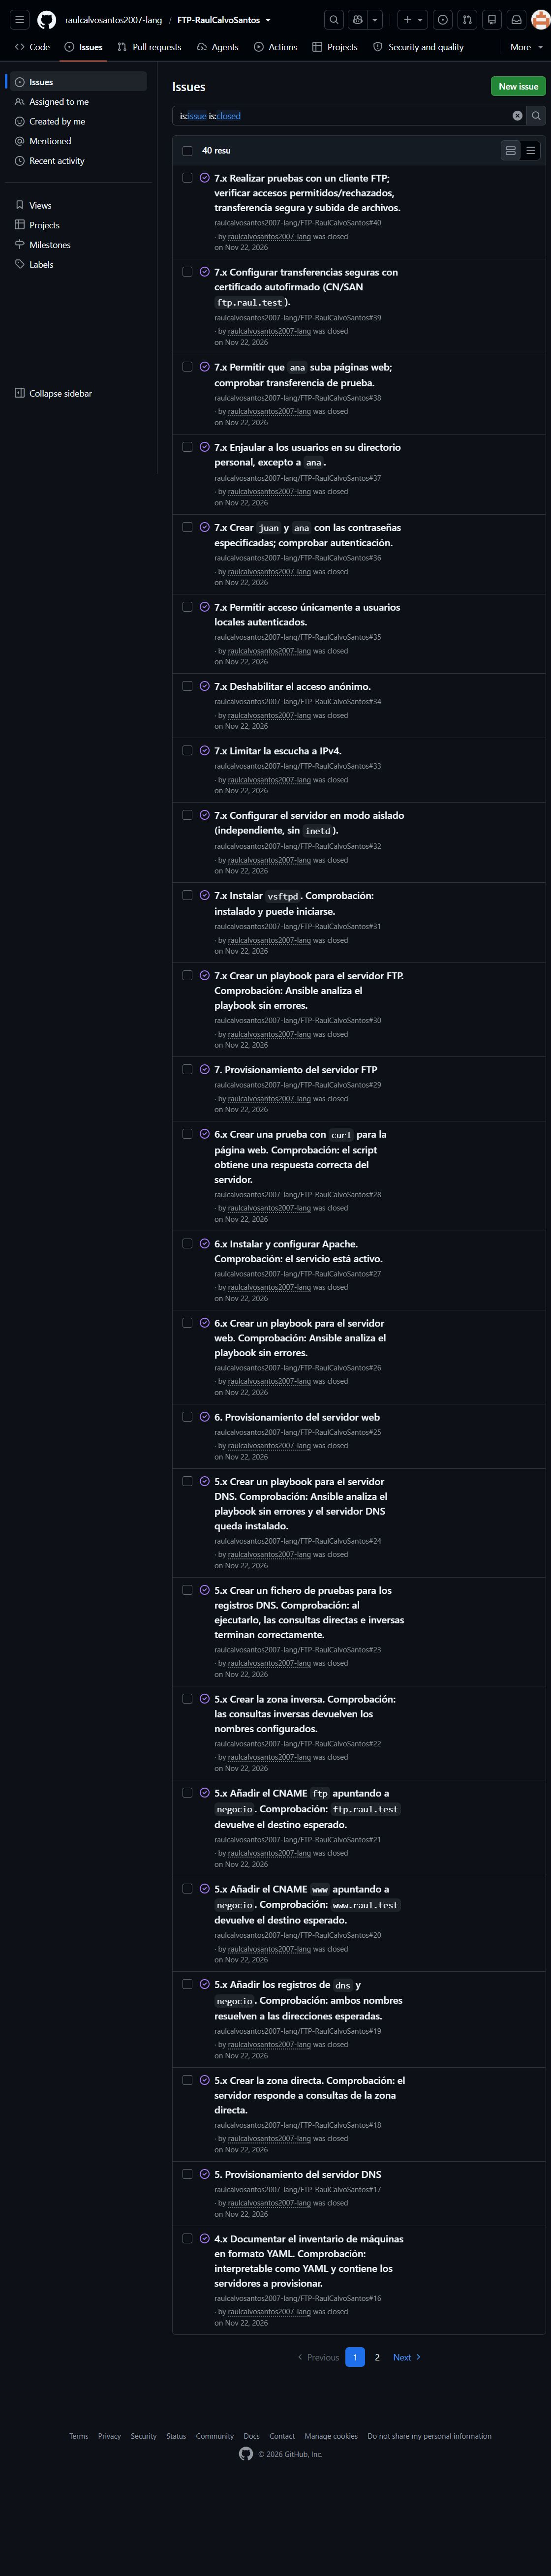 raulcalvosantos2007-lang / FTP-RaulCalvoSantos
Code Issues Pull requests Agents Actions Projects Security and quality More
Issues
Assigned to me
Created by me
Mentioned
Recent activity
Views
Projects
Milestones
Labels
Collapse sidebar
Issues
New issue
is:issue is:closed
40 resu
7.x Realizar pruebas con un cliente FTP;
verificar accesos permitidos/rechazados,
transferencia segura y subida de archivos.
raulcalvosantos2007-lang/FTP-RaulCalvoSantos#40
· by raulcalvosantos2007-lang was closed
on Nov 22, 2026
7.x Configurar transferencias seguras con
certificado autofirmado (CN/SAN
ftp.raul.test).
raulcalvosantos2007-lang/FTP-RaulCalvoSantos#39
· by raulcalvosantos2007-lang was closed
on Nov 22, 2026
7.x Permitir que ana suba páginas web;
comprobar transferencia de prueba.
raulcalvosantos2007-lang/FTP-RaulCalvoSantos#38
· by raulcalvosantos2007-lang was closed
on Nov 22, 2026
7.x Enjaular a los usuarios en su directorio
personal, excepto a ana.
raulcalvosantos2007-lang/FTP-RaulCalvoSantos#37
· by raulcalvosantos2007-lang was closed
on Nov 22, 2026
7.x Crear juan y ana con las contraseñas
especificadas; comprobar autenticación.
raulcalvosantos2007-lang/FTP-RaulCalvoSantos#36
· by raulcalvosantos2007-lang was closed
on Nov 22, 2026
7.x Permitir acceso únicamente a usuarios
locales autenticados.
raulcalvosantos2007-lang/FTP-RaulCalvoSantos#35
· by raulcalvosantos2007-lang was closed
on Nov 22, 2026
7.x Deshabilitar el acceso anónimo.
raulcalvosantos2007-lang/FTP-RaulCalvoSantos#34
· by raulcalvosantos2007-lang was closed
on Nov 22, 2026
7.x Limitar la escucha a IPv4.
raulcalvosantos2007-lang/FTP-RaulCalvoSantos#33
· by raulcalvosantos2007-lang was closed
on Nov 22, 2026
7.x Configurar el servidor en modo aislado
(independiente, sin inetd).
raulcalvosantos2007-lang/FTP-RaulCalvoSantos#32
· by raulcalvosantos2007-lang was closed
on Nov 22, 2026
7.x Instalar vsftpd. Comprobación:
instalado y puede iniciarse.
raulcalvosantos2007-lang/FTP-RaulCalvoSantos#31
· by raulcalvosantos2007-lang was closed
on Nov 22, 2026
7.x Crear un playbook para el servidor FTP.
Comprobación: Ansible analiza el
playbook sin errores.
raulcalvosantos2007-lang/FTP-RaulCalvoSantos#30
· by raulcalvosantos2007-lang was closed
on Nov 22, 2026
7. Provisionamiento del servidor FTP
raulcalvosantos2007-lang/FTP-RaulCalvoSantos#29
· by raulcalvosantos2007-lang was closed
on Nov 22, 2026
6.x Crear una prueba con curl para la
página web. Comprobación: el script
obtiene una respuesta correcta del
servidor.
raulcalvosantos2007-lang/FTP-RaulCalvoSantos#28
· by raulcalvosantos2007-lang was closed
on Nov 22, 2026
6.x Instalar y configurar Apache.
Comprobación: el servicio está activo.
raulcalvosantos2007-lang/FTP-RaulCalvoSantos#27
· by raulcalvosantos2007-lang was closed
on Nov 22, 2026
6.x Crear un playbook para el servidor
web. Comprobación: Ansible analiza el
playbook sin errores.
raulcalvosantos2007-lang/FTP-RaulCalvoSantos#26
· by raulcalvosantos2007-lang was closed
on Nov 22, 2026
6. Provisionamiento del servidor web
raulcalvosantos2007-lang/FTP-RaulCalvoSantos#25
· by raulcalvosantos2007-lang was closed
on Nov 22, 2026
5.x Crear un playbook para el servidor
DNS. Comprobación: Ansible analiza el
playbook sin errores y el servidor DNS
queda instalado.
raulcalvosantos2007-lang/FTP-RaulCalvoSantos#24
· by raulcalvosantos2007-lang was closed
on Nov 22, 2026
5.x Crear un fichero de pruebas para los
registros DNS. Comprobación: al
ejecutarlo, las consultas directas e inversas
terminan correctamente.
raulcalvosantos2007-lang/FTP-RaulCalvoSantos#23
· by raulcalvosantos2007-lang was closed
on Nov 22, 2026
5.x Crear la zona inversa. Comprobación:
las consultas inversas devuelven los
nombres configurados.
raulcalvosantos2007-lang/FTP-RaulCalvoSantos#22
· by raulcalvosantos2007-lang was closed
on Nov 22, 2026
5.x Añadir el CNAME ftp apuntando a
negocio. Comprobación: ftp.raul.test
devuelve el destino esperado.
raulcalvosantos2007-lang/FTP-RaulCalvoSantos#21
· by raulcalvosantos2007-lang was closed
on Nov 22, 2026
5.x Añadir el CNAME www apuntando a
negocio. Comprobación: www.raul.test
devuelve el destino esperado.
raulcalvosantos2007-lang/FTP-RaulCalvoSantos#20
· by raulcalvosantos2007-lang was closed
on Nov 22, 2026
5.x Añadir los registros de dns y
negocio. Comprobación: ambos nombres
resuelven a las direcciones esperadas.
raulcalvosantos2007-lang/FTP-RaulCalvoSantos#19
· by raulcalvosantos2007-lang was closed
on Nov 22, 2026
5.x Crear la zona directa. Comprobación: el
servidor responde a consultas de la zona
directa.
raulcalvosantos2007-lang/FTP-RaulCalvoSantos#18
· by raulcalvosantos2007-lang was closed
on Nov 22, 2026
5. Provisionamiento del servidor DNS
raulcalvosantos2007-lang/FTP-RaulCalvoSantos#17
· by raulcalvosantos2007-lang was closed
on Nov 22, 2026
4.x Documentar el inventario de máquinas
en formato YAML. Comprobación:
interpretable como YAML y contiene los
servidores a provisionar.
raulcalvosantos2007-lang/FTP-RaulCalvoSantos#16
· by raulcalvosantos2007-lang was closed
on Nov 22, 2026
Previous 1 2 Next
Terms Privacy Security Status Community Docs Contact Manage cookies Do not share my personal information
© 2026 GitHub, Inc.